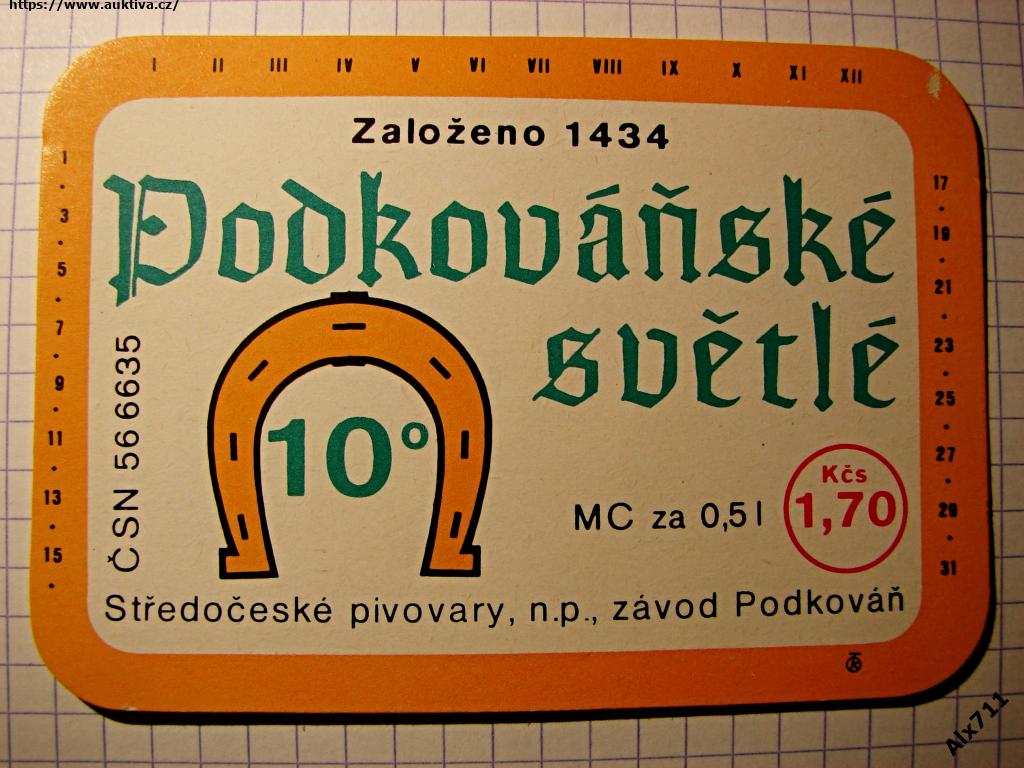 https://www.auktiva.cz/
I II III IV V VI VII VIII IX X XI XII
Založeno 1434
Podkováňské
světlé
1 · 3 · 5 · 7 · 9 · 11 · 13 · 15 ·
17 · 19 · 21 · 23 · 25 · 27 · 29 · 31
ČSN 566635
10°
MC za 0,5 l
Kčs
1,70
Středočeské pivovary, n.p., závod Podkováň
Alx711